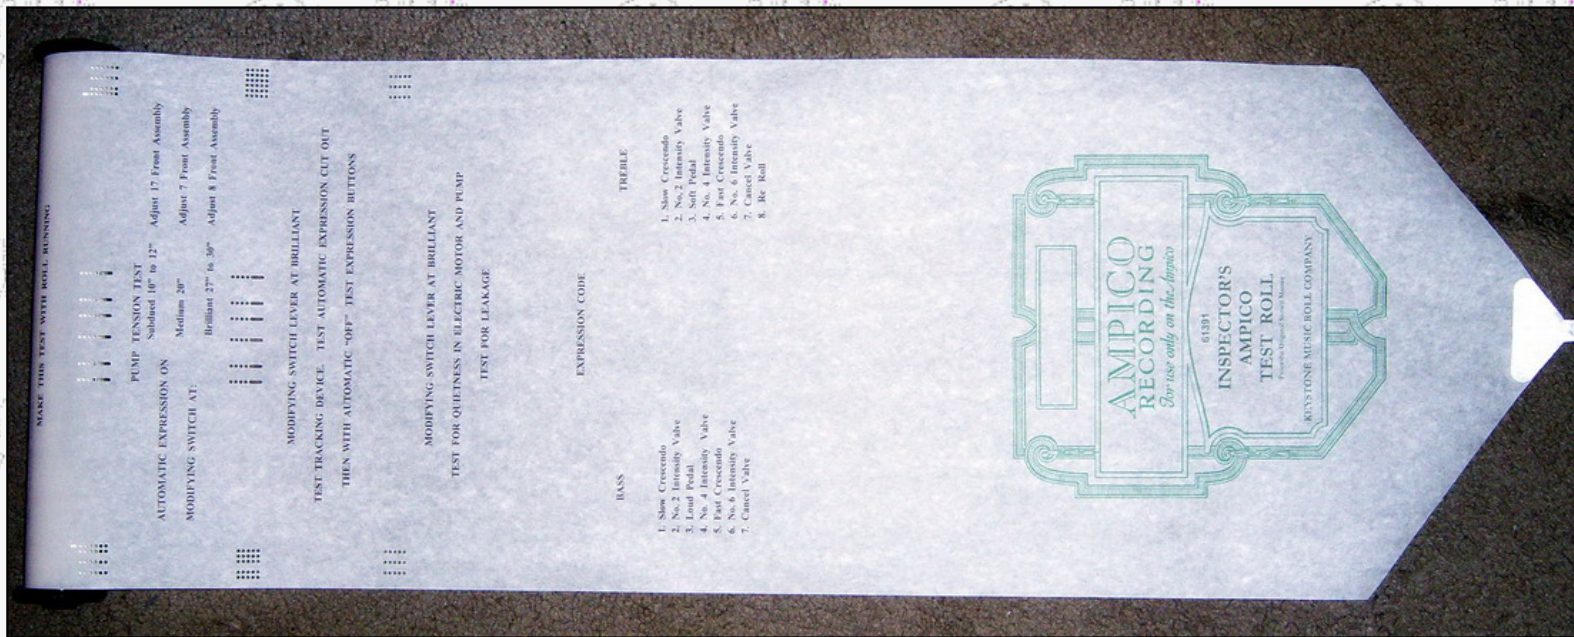 MAKE THIS TEST WITH ROLL RUNNING
PUMP TENSION TEST
AUTOMATIC EXPRESSION ON Subdued 10" to 12" Adjust 17 Front Assembly
MODIFYING SWITCH AT: Medium 20" Adjust 7 Front Assembly
Brilliant 27" to 30" Adjust 8 Front Assembly
MODIFYING SWITCH LEVER AT BRILLIANT
TEST TRACKING DEVICE. TEST AUTOMATIC EXPRESSION CUT OUT
THEN WITH AUTOMATIC "OFF" TEST EXPRESSION BUTTONS
MODIFYING SWITCH LEVER AT BRILLIANT
TEST FOR QUIETNESS IN ELECTRIC MOTOR AND PUMP
TEST FOR LEAKAGE
EXPRESSION CODE
BASS
1. Slow Crescendo
2. No. 2 Intensity Valve
3. Loud Pedal
4. No. 4 Intensity Valve
5. Fast Crescendo
6. No. 6 Intensity Valve
7. Cancel Valve
TREBLE
1. Slow Crescendo
2. No. 2 Intensity Valve
3. Soft Pedal
4. No. 4 Intensity Valve
5. Fast Crescendo
6. No. 6 Intensity Valve
7. Cancel Valve
8. Re Roll
AMPICO
RECORDING
For use only on the Ampico
61391
INSPECTOR'S
AMPICO
TEST ROLL
KEYSTONE MUSIC ROLL COMPANY